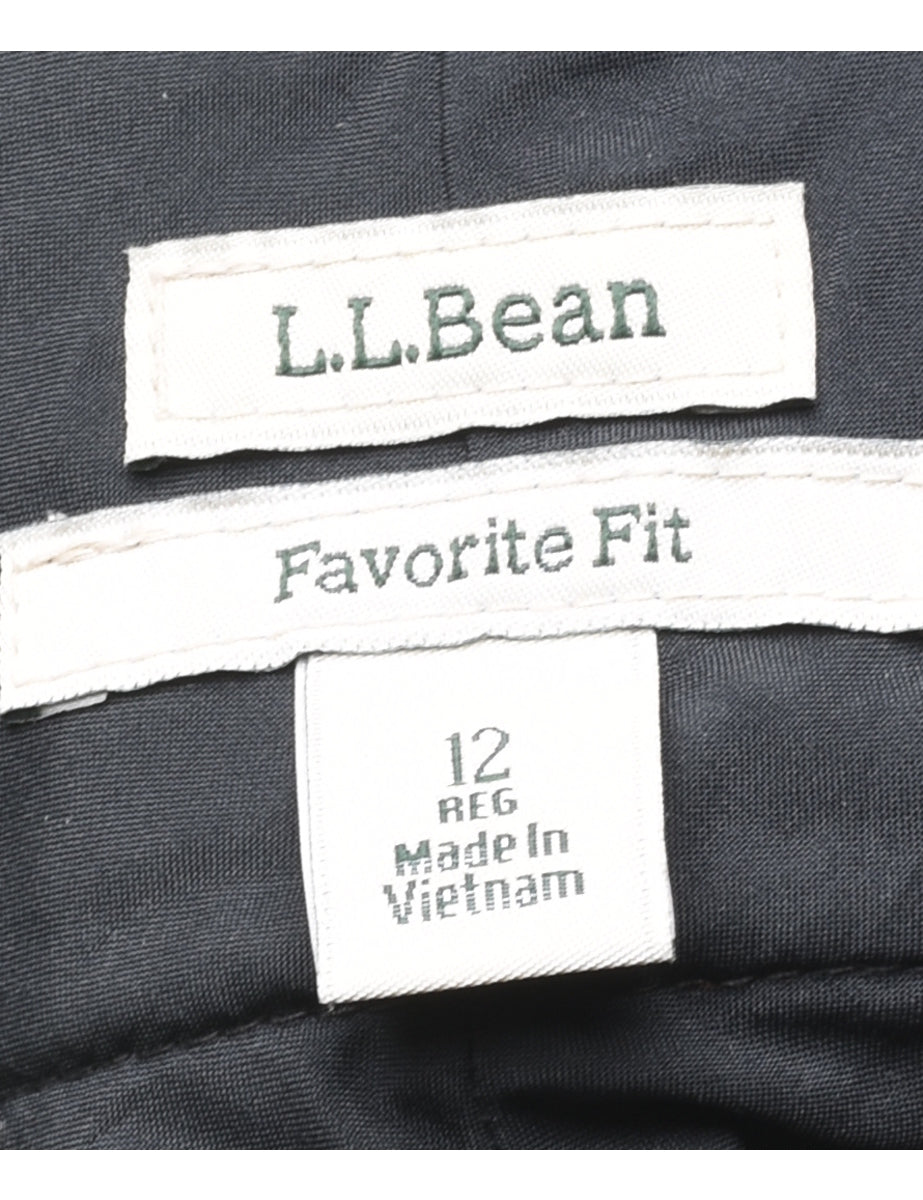 L.L.Bean
Favorite Fit
12
REG
Made In
Vietnam